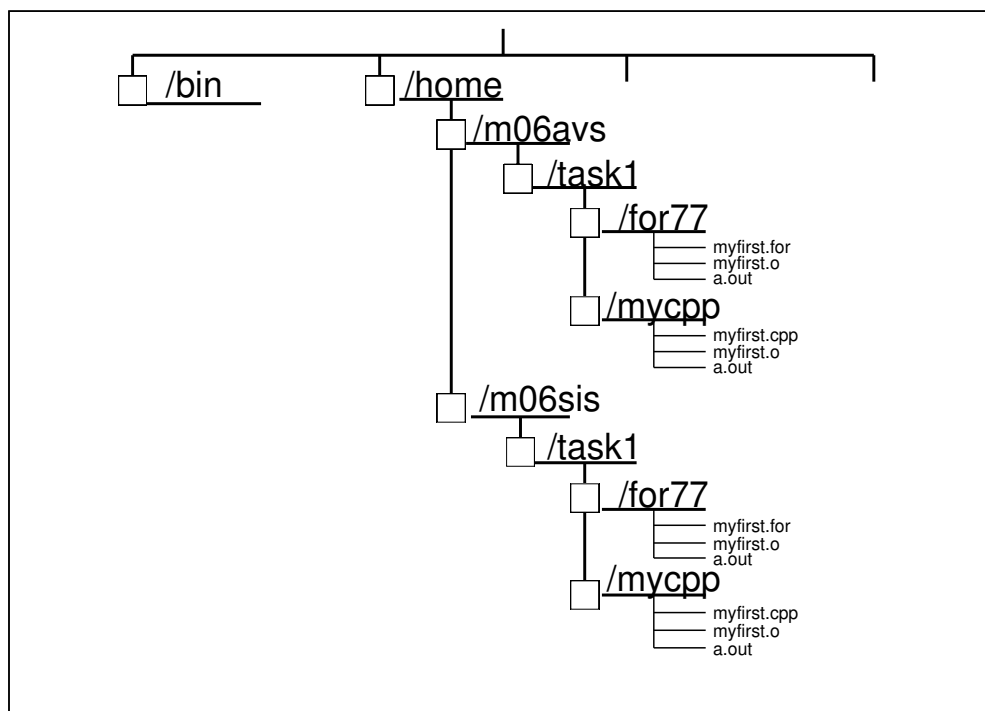 /bin
/home
/m06avs
/task1
/for77
myfirst.for
myfirst.o
a.out
/mycpp
myfirst.cpp
myfirst.o
a.out
/m06sis
/task1
/for77
myfirst.for
myfirst.o
a.out
/mycpp
myfirst.cpp
myfirst.o
a.out